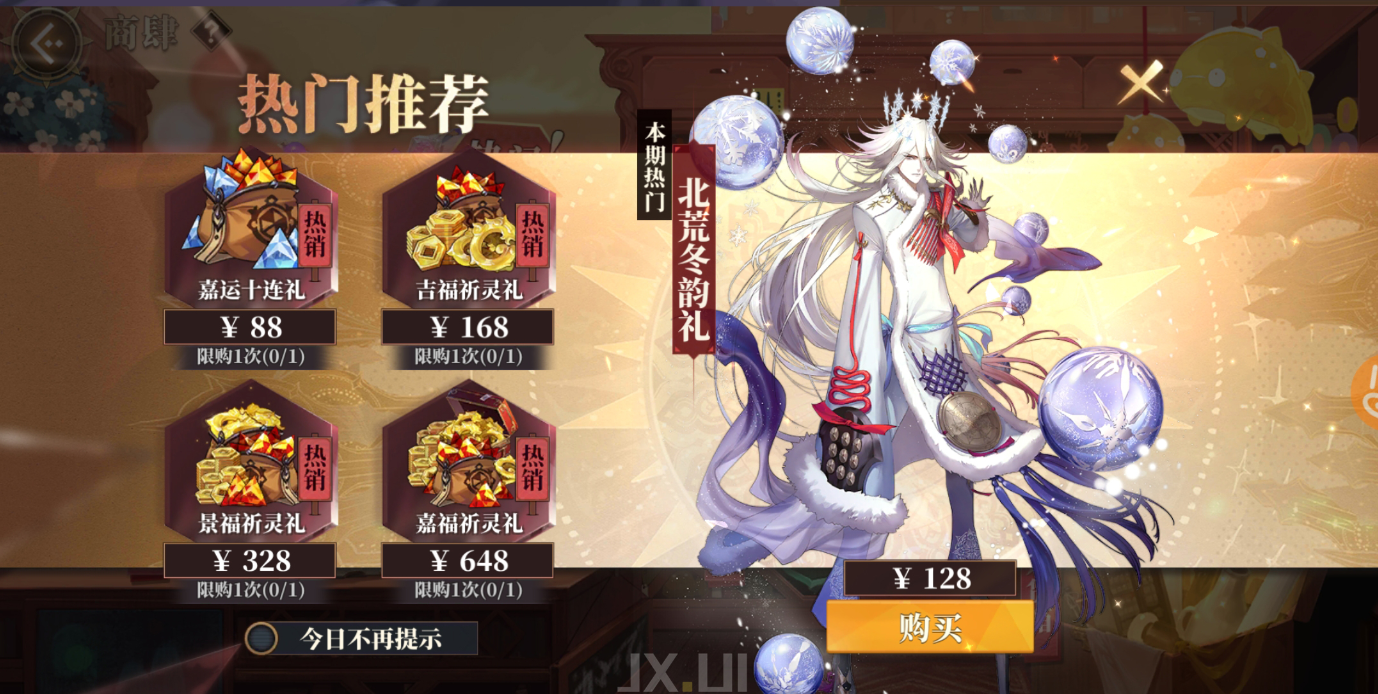 商肆
?
热门推荐
热销
嘉运十连礼
¥ 88
限购1次(0/1)
热销
吉福祈灵礼
¥ 168
限购1次(0/1)
热销
景福祈灵礼
¥ 328
限购1次(0/1)
热销
嘉福祈灵礼
¥ 648
限购1次(0/1)
今日不再提示
本期热门
北荒冬韵礼
¥ 128
购买
JX.UI